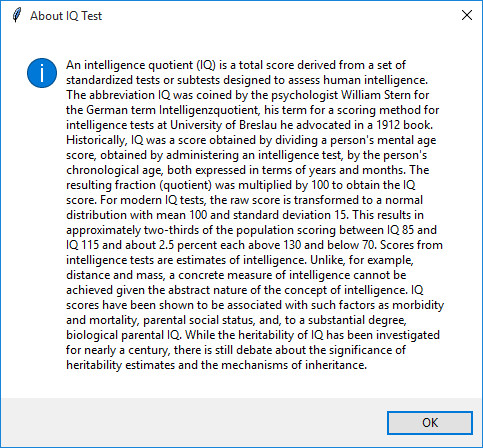 About IQ Test
An intelligence quotient (IQ) is a total score derived from a set of
standardized tests or subtests designed to assess human intelligence.
The abbreviation IQ was coined by the psychologist William Stern for
the German term Intelligenzquotient, his term for a scoring method for
intelligence tests at University of Breslau he advocated in a 1912 book.
Historically, IQ was a score obtained by dividing a person's mental age
score, obtained by administering an intelligence test, by the person's
chronological age, both expressed in terms of years and months. The
resulting fraction (quotient) was multiplied by 100 to obtain the IQ
score. For modern IQ tests, the raw score is transformed to a normal
distribution with mean 100 and standard deviation 15. This results in
approximately two-thirds of the population scoring between IQ 85 and
IQ 115 and about 2.5 percent each above 130 and below 70. Scores from
intelligence tests are estimates of intelligence. Unlike, for example,
distance and mass, a concrete measure of intelligence cannot be
achieved given the abstract nature of the concept of intelligence. IQ
scores have been shown to be associated with such factors as morbidity
and mortality, parental social status, and, to a substantial degree,
biological parental IQ. While the heritability of IQ has been investigated
for nearly a century, there is still debate about the significance of
heritability estimates and the mechanisms of inheritance.
OK